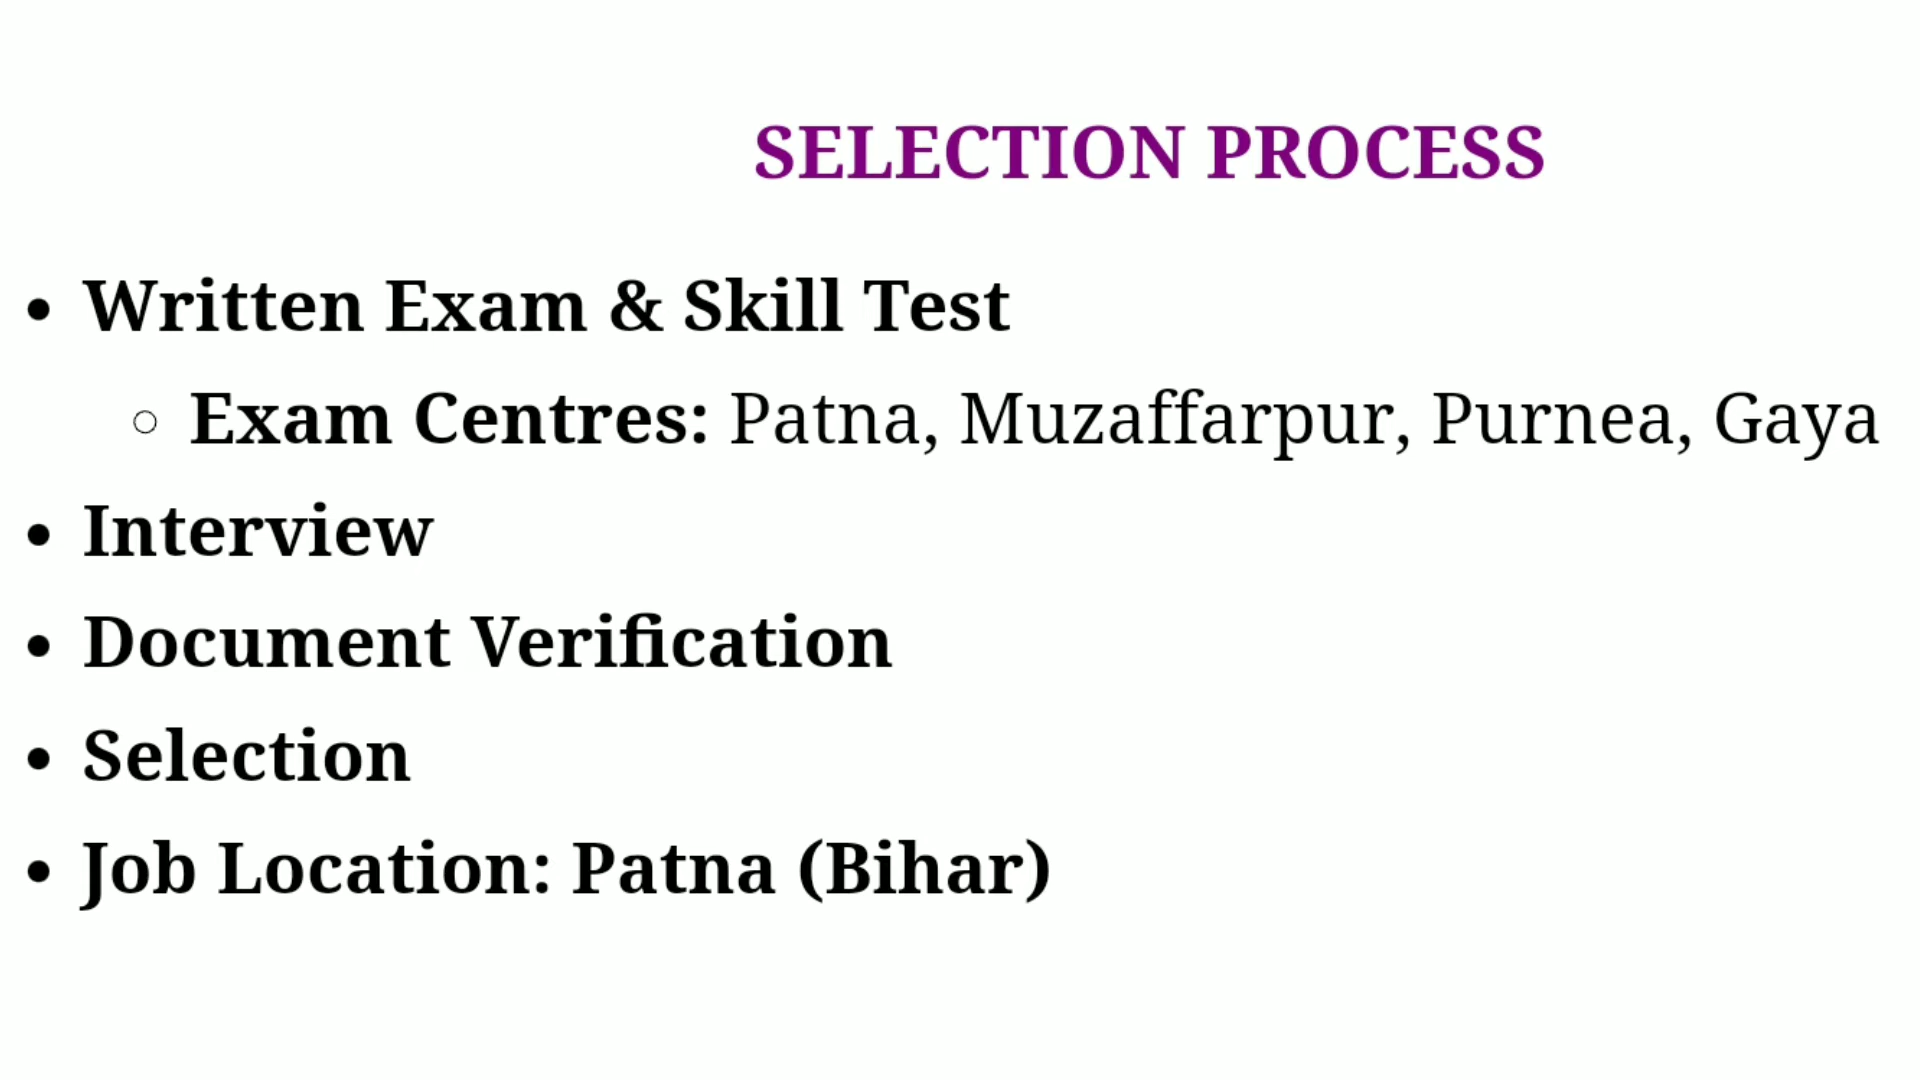 SELECTION PROCESS
• Written Exam & Skill Test
◦ Exam Centres: Patna, Muzaffarpur, Purnea, Gaya
• Interview
• Document Verification
• Selection
• Job Location: Patna (Bihar)